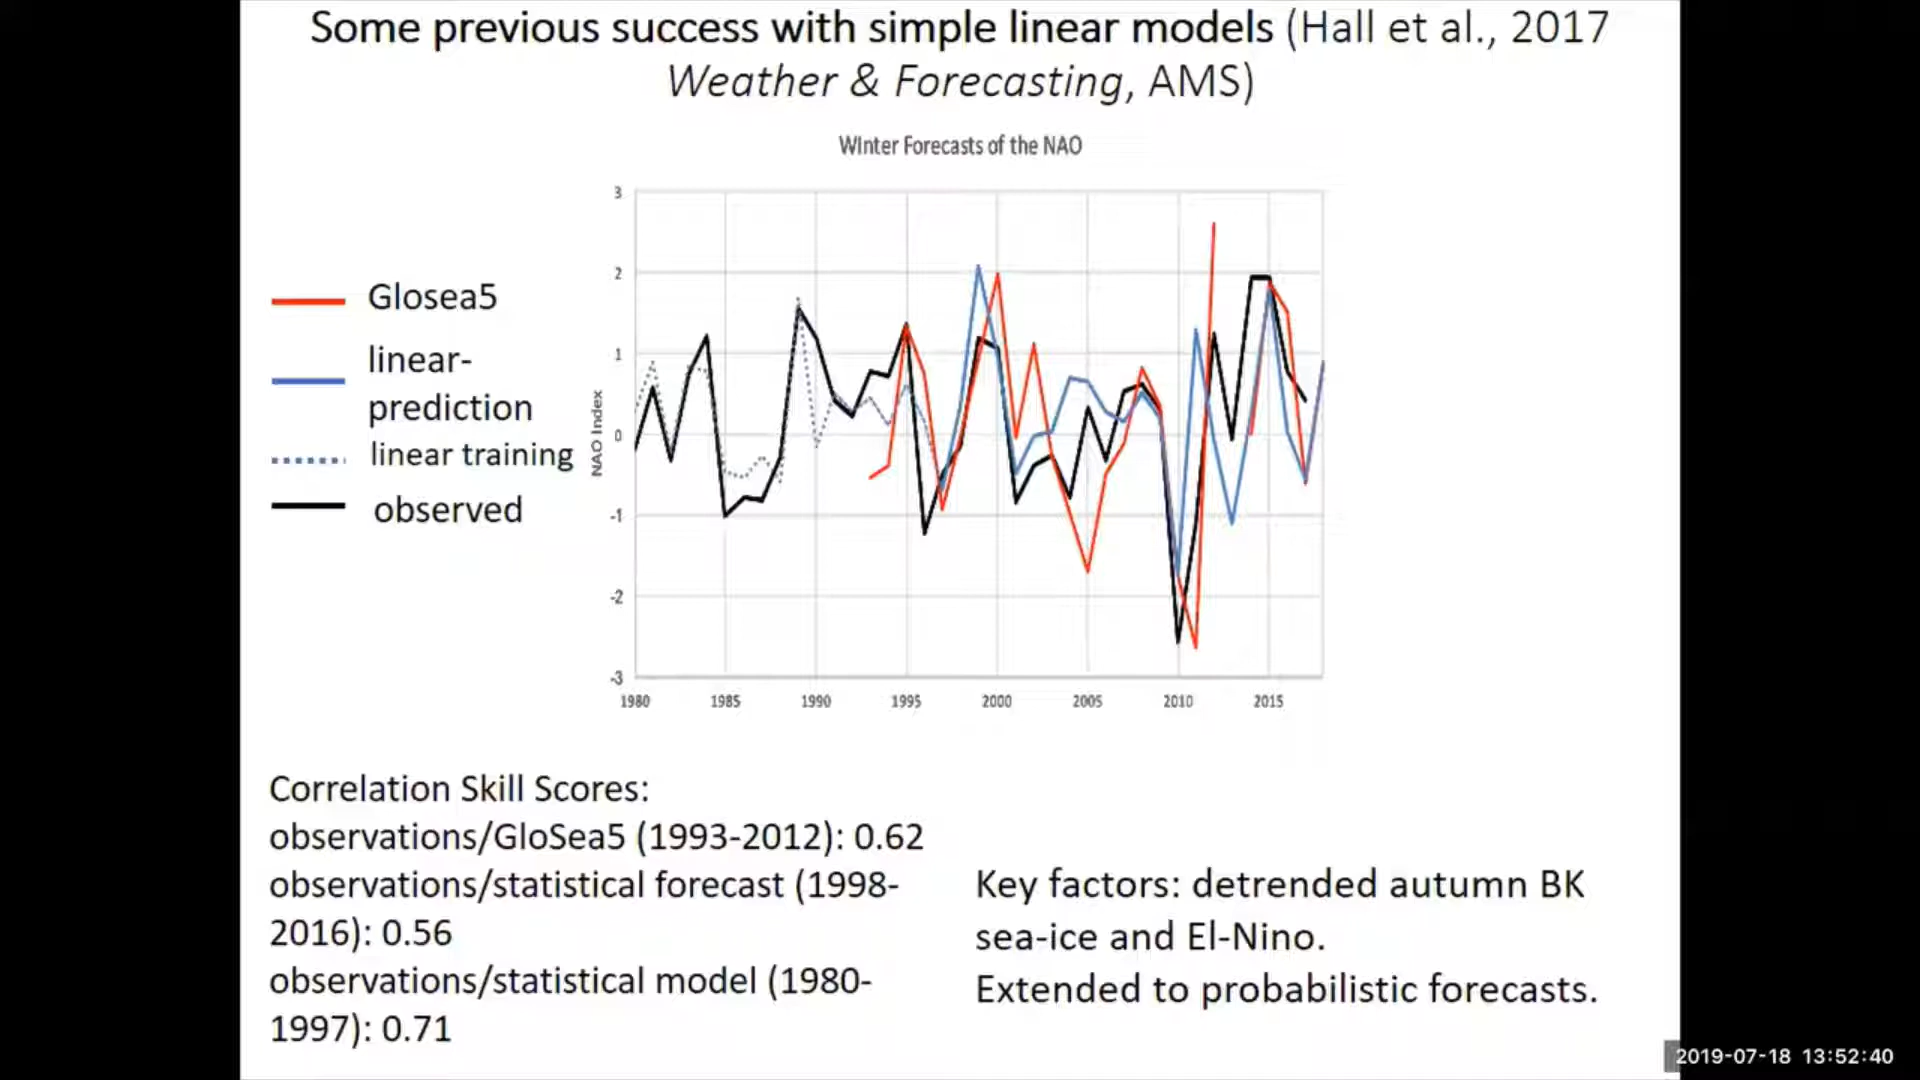 Some previous success with simple linear models (Hall et al., 2017
Weather & Forecasting, AMS)
WInter Forecasts of the NAO
Glosea5
linear-
prediction
linear training
observed
NAO Index
3
2
1
0
-1
-2
-3
1980 1985 1990 1995 2000 2005 2010 2015
Correlation Skill Scores:
observations/GloSea5 (1993-2012): 0.62
observations/statistical forecast (1998-
2016): 0.56
observations/statistical model (1980-
1997): 0.71
Key factors: detrended autumn BK
sea-ice and El-Nino.
Extended to probabilistic forecasts.
2019-07-18 13:52:40